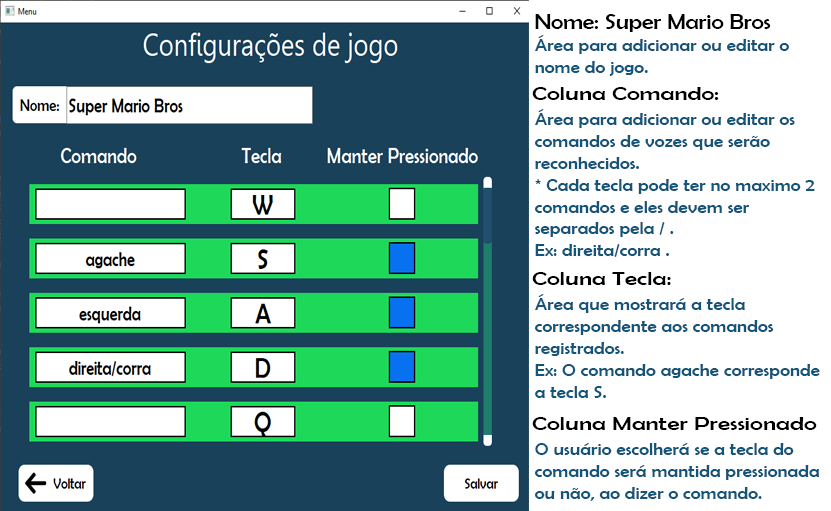 Menu
Configurações de jogo
Nome: Super Mario Bros
Comando Tecla Manter Pressionado
W
agache S
esquerda A
direita/corra D
Q
Voltar Salvar
Nome: Super Mario Bros
Área para adicionar ou editar o
nome do jogo.
Coluna Comando:
Área para adicionar ou editar os
comandos de vozes que serão
reconhecidos.
* Cada tecla pode ter no maximo 2
comandos e eles devem ser
separados pela / .
Ex: direita/corra .
Coluna Tecla:
Área que mostrará a tecla
correspondente aos comandos
registrados.
Ex: O comando agache corresponde
a tecla S.
Coluna Manter Pressionado
O usuário escolherá se a tecla do
comando será mantida pressionada
ou não, ao dizer o comando.